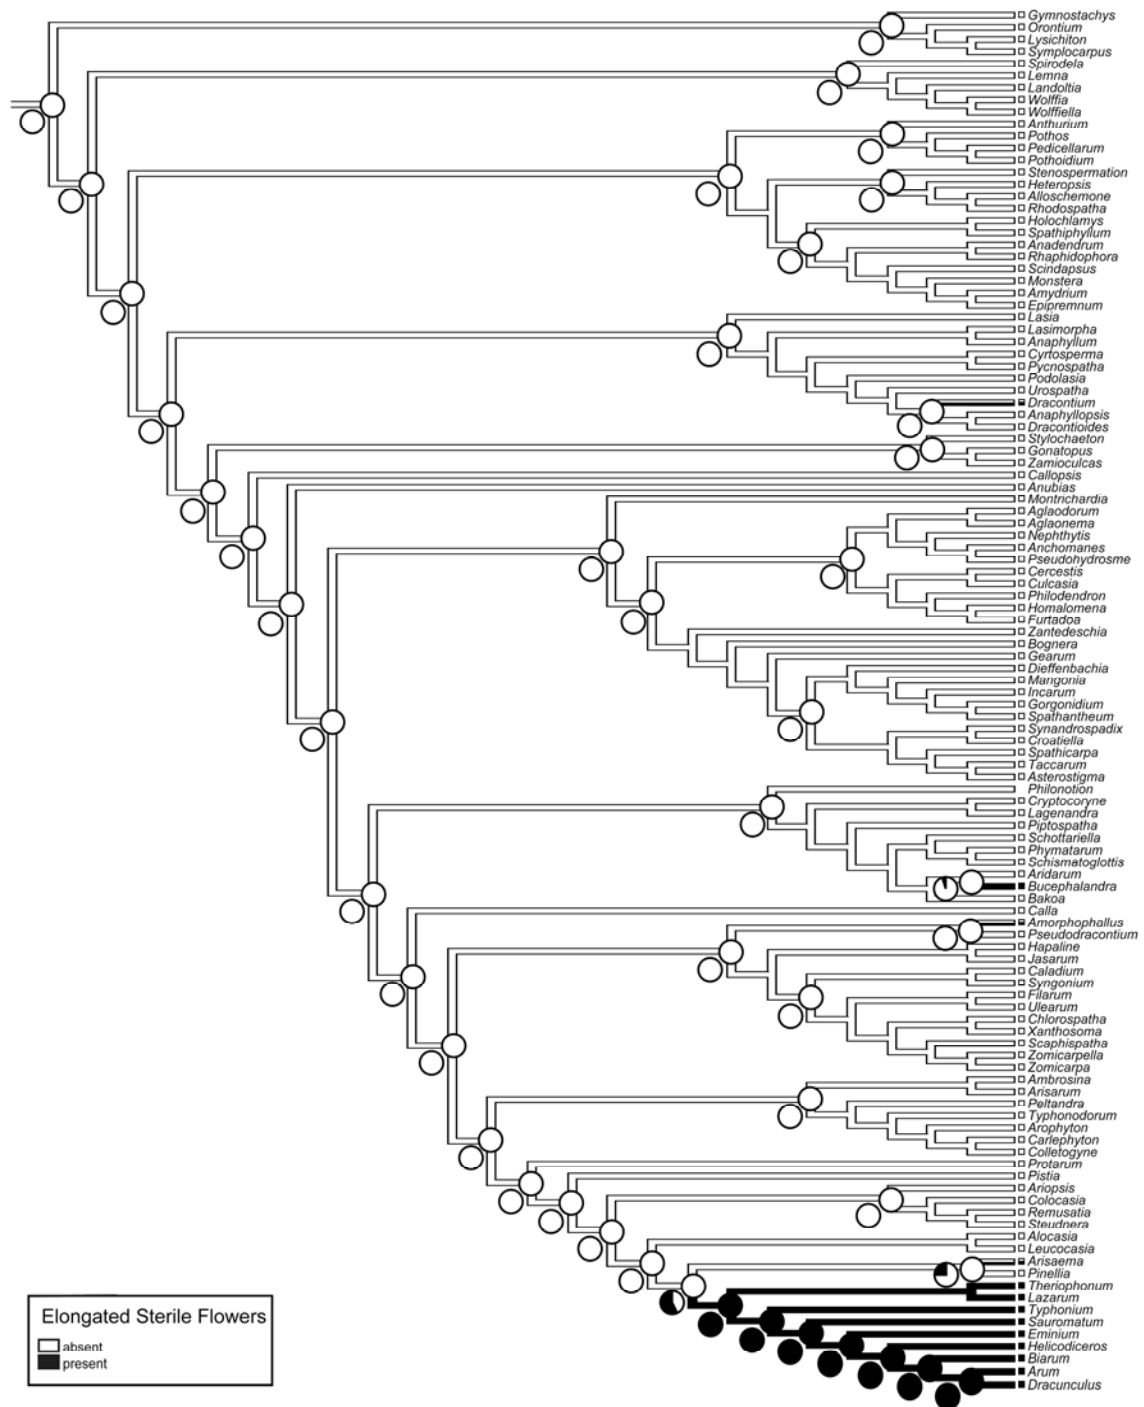 Gymnostachys
Orontium
Lysichiton
Symplocarpus
Spirodela
Lemna
Landoltia
Wolffia
Wolffiella
Anthurium
Pothos
Pedicellarum
Pothoidium
Stenospermation
Heteropsis
Alloschemone
Rhodospatha
Holochlamys
Spathiphyllum
Anadendrum
Rhaphidophora
Scindapsus
Monstera
Amydrium
Epipremnum
Lasia
Lasimorpha
Anaphyllum
Cyrtosperma
Pycnospatha
Podolasia
Urospatha
Dracontium
Anaphyllopsis
Dracontioides
Stylochaeton
Gonatopus
Zamioculcas
Callopsis
Anubias
Montrichardia
Aglaodorum
Aglaonema
Nephthytis
Anchomanes
Pseudohydrosme
Cercestis
Culcasia
Philodendron
Homalomena
Furtadoa
Zantedeschia
Bognera
Gearum
Dieffenbachia
Mangonia
Incarum
Gorgonidium
Spathantheum
Synandrospadix
Croatiella
Spathicarpa
Taccarum
Asterostigma
Philonotion
Cryptocoryne
Lagenandra
Piptospatha
Schottariella
Phymatarum
Schismatoglottis
Aridarum
Bucephalandra
Bakoa
Calla
Amorphophallus
Pseudodracontium
Hapaline
Jasarum
Caladium
Syngonium
Filarum
Ulearum
Chlorospatha
Xanthosoma
Scaphispatha
Zomicarpella
Zomicarpa
Ambrosina
Arisarum
Peltandra
Typhonodorum
Arophyton
Carlephyton
Colletogyne
Protarum
Pistia
Ariopsis
Colocasia
Remusatia
Steudnera
Alocasia
Leucocasia
Arisaema
Pinellia
Theriophonum
Lazarum
Typhonium
Sauromatum
Eminium
Helicodiceros
Biarum
Arum
Dracunculus
Elongated Sterile Flowers
absent
present